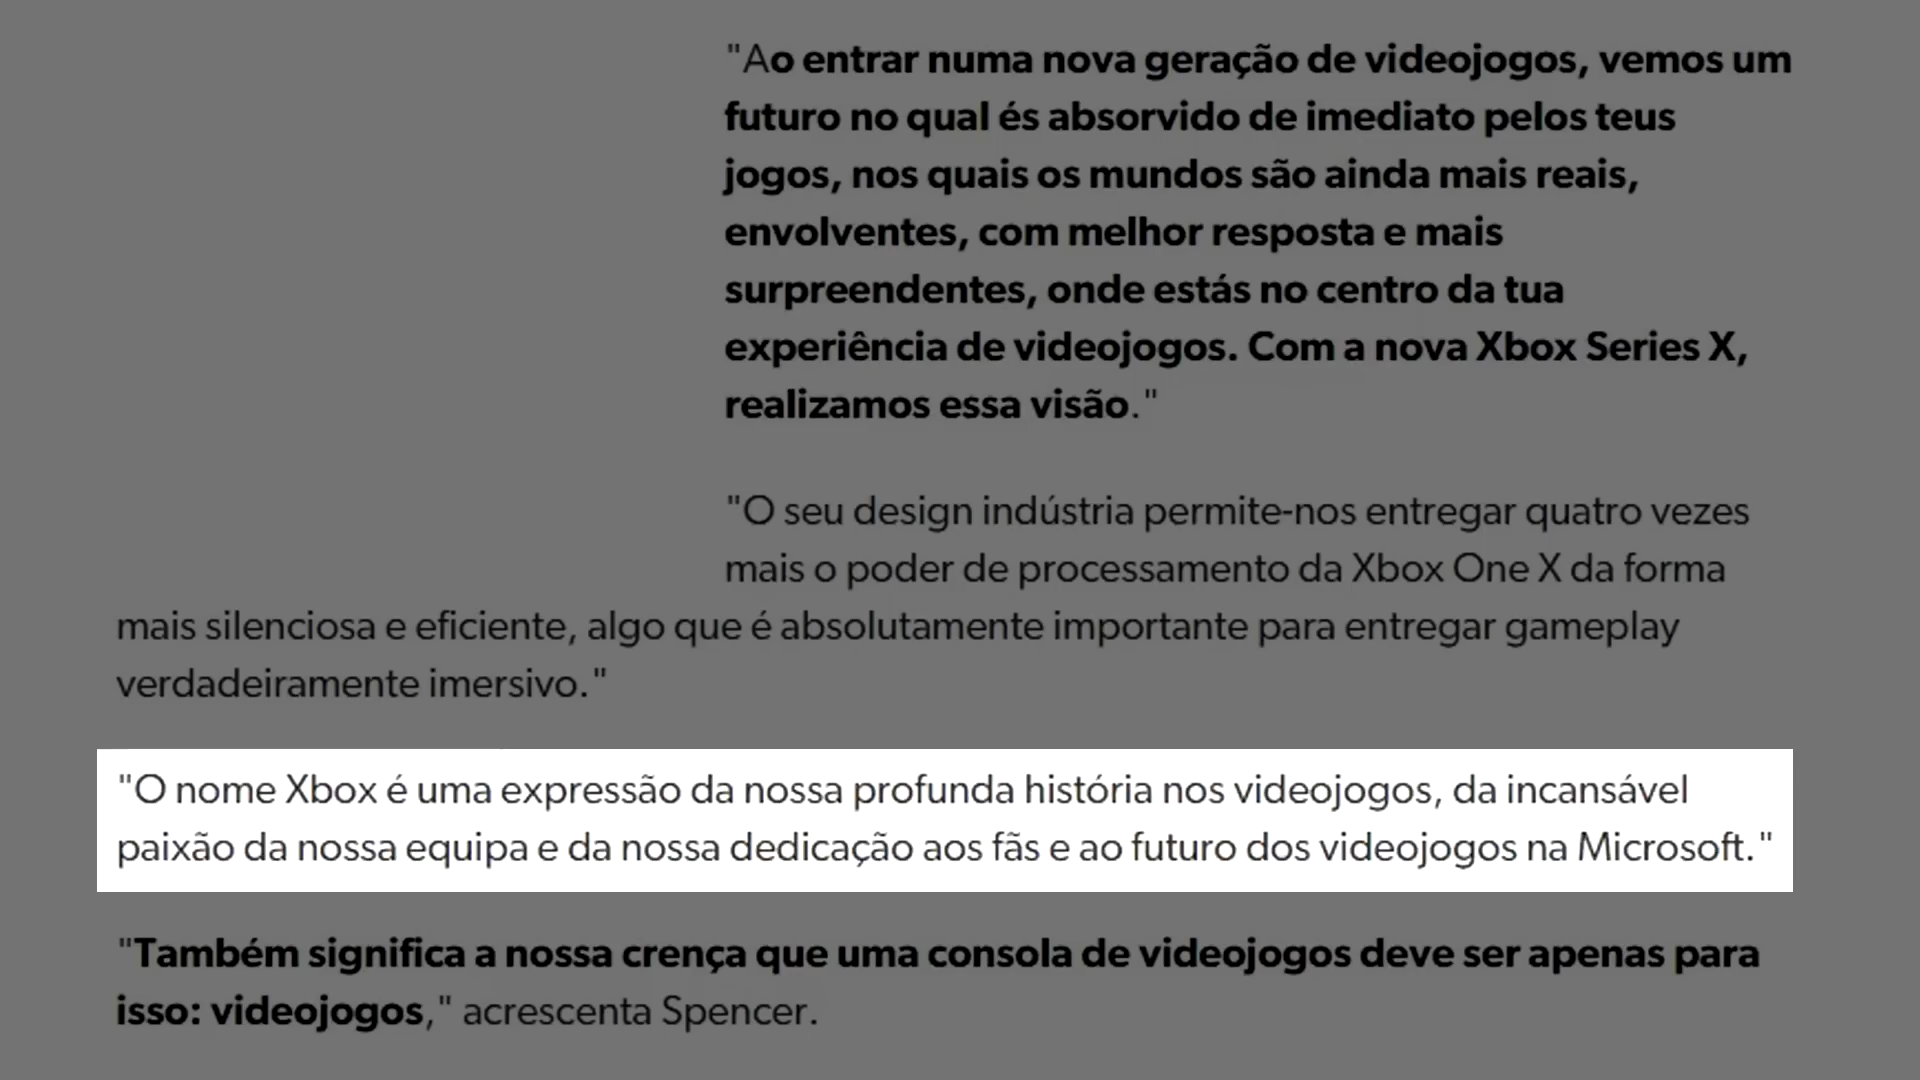 "Ao entrar numa nova geração de videojogos, vemos um
futuro no qual és absorvido de imediato pelos teus
jogos, nos quais os mundos são ainda mais reais,
envolventes, com melhor resposta e mais
surpreendentes, onde estás no centro da tua
experiência de videojogos. Com a nova Xbox Series X,
realizamos essa visão."
"O seu design indústria permite-nos entregar quatro vezes
mais o poder de processamento da Xbox One X da forma
mais silenciosa e eficiente, algo que é absolutamente importante para entregar gameplay
verdadeiramente imersivo."
"O nome Xbox é uma expressão da nossa profunda história nos videojogos, da incansável
paixão da nossa equipa e da nossa dedicação aos fãs e ao futuro dos videojogos na Microsoft."
"Também significa a nossa crença que uma consola de videojogos deve ser apenas para
isso: videojogos," acrescenta Spencer.